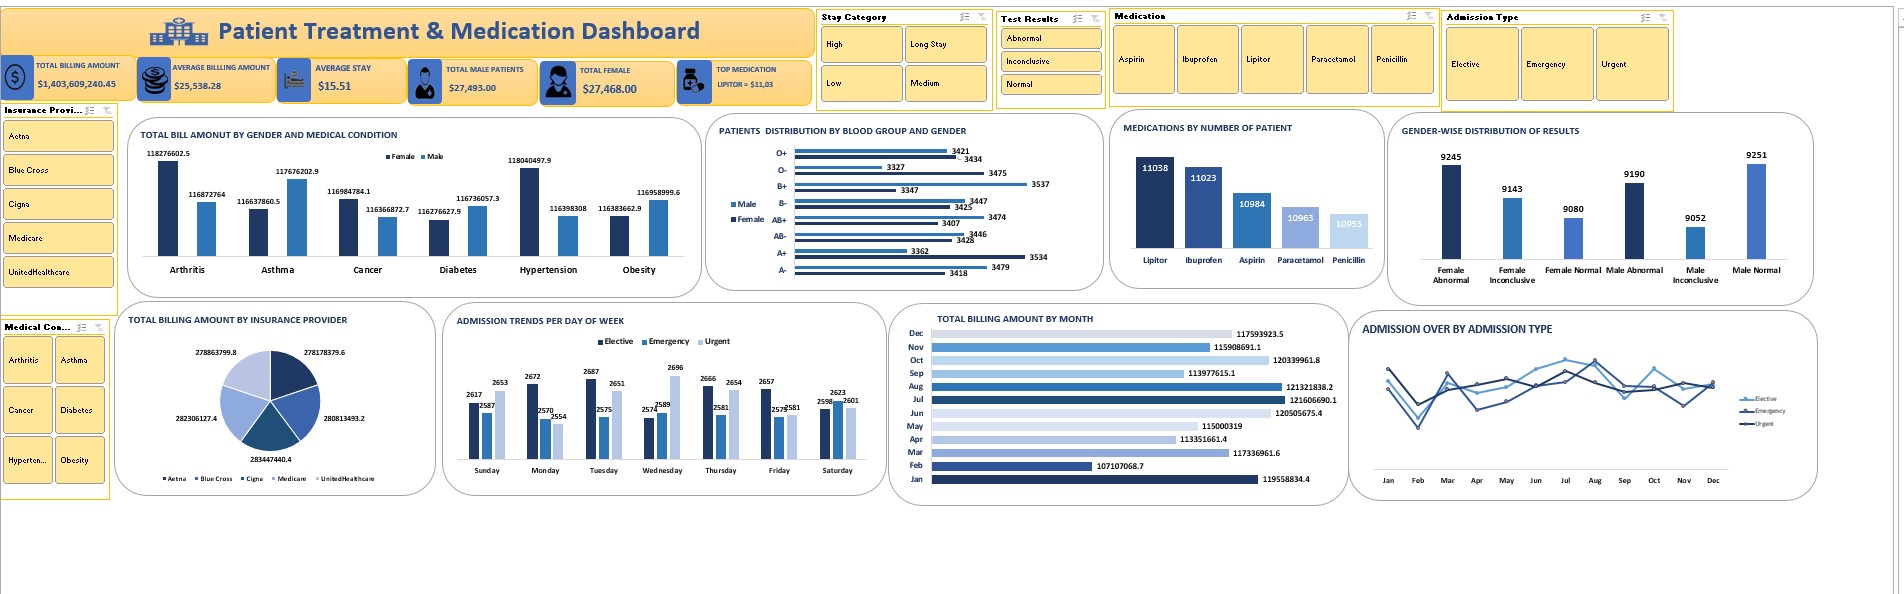 Patient Treatment & Medication Dashboard
TOTAL BILLING AMOUNT
$1,403,609,240.45
AVERAGE BILLLING AMOUNT
$25,538.28
AVERAGE STAY
$15.51
TOTAL MALE PATIENTS
$27,493.00
TOTAL FEMALE
$27,468.00
TOP MEDICATION
LIPITOR = $11,03
Stay Category
High
Long Stay
Low
Medium
Test Results
Abnormal
Inconclusive
Normal
Medication
Aspirin
Ibuprofen
Lipitor
Paracetamol
Penicillin
Admission Type
Elective
Emergency
Urgent
Insurance Provi...
Aetna
Blue Cross
Cigna
Medicare
UnitedHealthcare
Medical Con...
Arthritis
Asthma
Cancer
Diabetes
Hyperten...
Obesity
TOTAL BILL AMONUT BY GENDER AND MEDICAL CONDITION
Female Male
118276602.5
116872764
116637860.5
117676202.9
116984784.1
116366872.7
116276627.9
116736057.3
118040497.9
116398308
116383662.9
116958999.6
Arthritis Asthma Cancer Diabetes Hypertension Obesity
PATIENTS DISTRIBUTION BY BLOOD GROUP AND GENDER
Male
Female
O+ 3421
3434
O- 3327
3475
B+ 3537
3347
B- 3447
3425
AB+ 3474
3407
AB- 3446
3428
A+ 3362
3534
A- 3479
3418
MEDICATIONS BY NUMBER OF PATIENT
11038
11023
10984
10963
10953
Lipitor Ibuprofen Aspirin Paracetamol Penicillin
GENDER-WISE DISTRIBUTION OF RESULTS
9245
9143
9080
9190
9052
9251
Female Abnormal
Female Inconclusive
Female Normal
Male Abnormal
Male Inconclusive
Male Normal
TOTAL BILLING AMOUNT BY INSURANCE PROVIDER
278863799.8
278178379.6
282306127.4
280813493.2
283447440.4
Aetna Blue Cross Cigna Medicare UnitedHealthcare
ADMISSION TRENDS PER DAY OF WEEK
Elective Emergency Urgent
2617 2587 2653
2672 2570 2554
2687 2575 2651
2574 2589 2696
2666 2581 2654
2657 2575 2581
2598 2623 2601
Sunday Monday Tuesday Wednesday Thursday Friday Saturday
TOTAL BILLING AMOUNT BY MONTH
Dec 117593923.5
Nov 115908691.1
Oct 120339961.8
Sep 113977615.1
Aug 121321838.2
Jul 121606690.1
Jun 120505675.4
May 115000319
Apr 113351661.4
Mar 117336961.6
Feb 107107068.7
Jan 119558834.4
ADMISSION OVER BY ADMISSION TYPE
Elective
Emergency
Urgent
Jan Feb Mar Apr May Jun Jul Aug Sep Oct Nov Dec